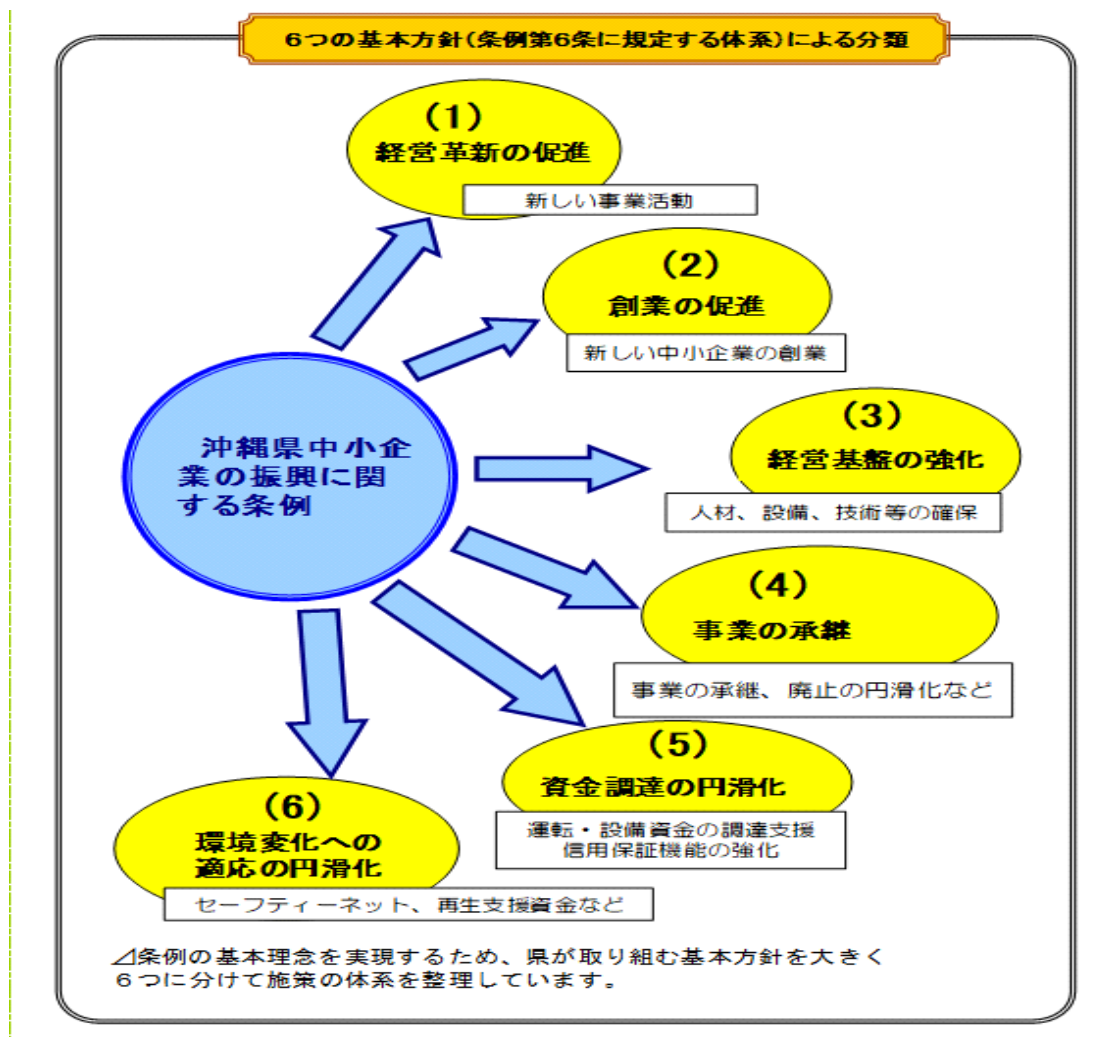 6つの基本方針(条例第6条に規定する体系)による分類
(1)
経営革新の促進
新しい事業活動
(2)
創業の促進
新しい中小企業の創業
(3)
経営基盤の強化
人材、設備、技術等の確保
沖縄県中小企
業の振興に関
する条例
(4)
事業の承継
事業の承継、廃止の円滑化など
(5)
資金調達の円滑化
運転・設備資金の調達支援
信用保証機能の強化
(6)
環境変化への
適応の円滑化
セーフティーネット、再生支援資金など
⊿条例の基本理念を実現するため、県が取り組む基本方針を大きく
6つに分けて施策の体系を整理しています。